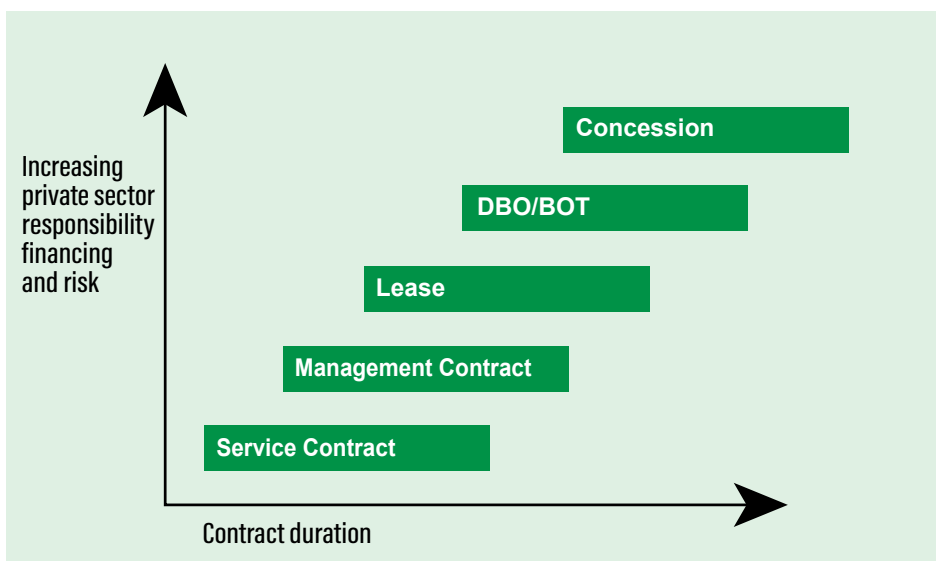 Concession
Increasing
private sector
responsibility
financing
and risk
DBO/BOT
Lease
Management Contract
Service Contract
Contract duration